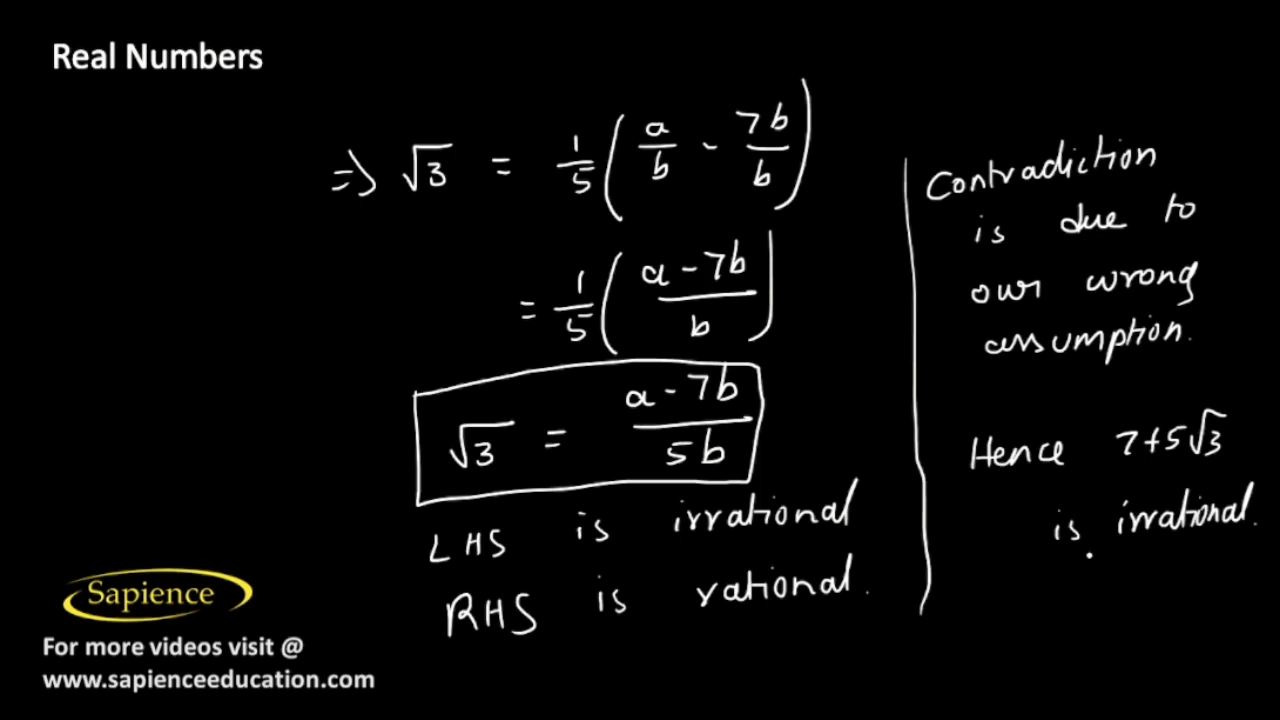 Real Numbers
=> √3 = 1/5 (a/b - 7b/b)
= 1/5 (a - 7b / b)
√3 = a - 7b / 5b
LHS is irrational
RHS is rational.
Contradiction
is due to
our wrong
assumption.
Hence 7+5√3
is irrational.
Sapience
For more videos visit @
www.sapienceeducation.com